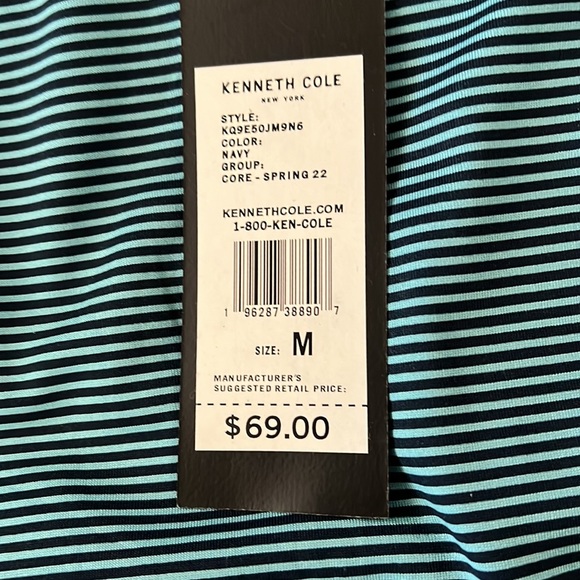 KENNETH COLE
NEW YORK
STYLE:
KQ9E50JM9N6
COLOR:
NAVY
GROUP:
CORE - SPRING 22
KENNETHCOLE.COM
1-800-KEN-COLE
1 96287 38890 7
SIZE: M
MANUFACTURER'S
SUGGESTED RETAIL PRICE:
$69.00